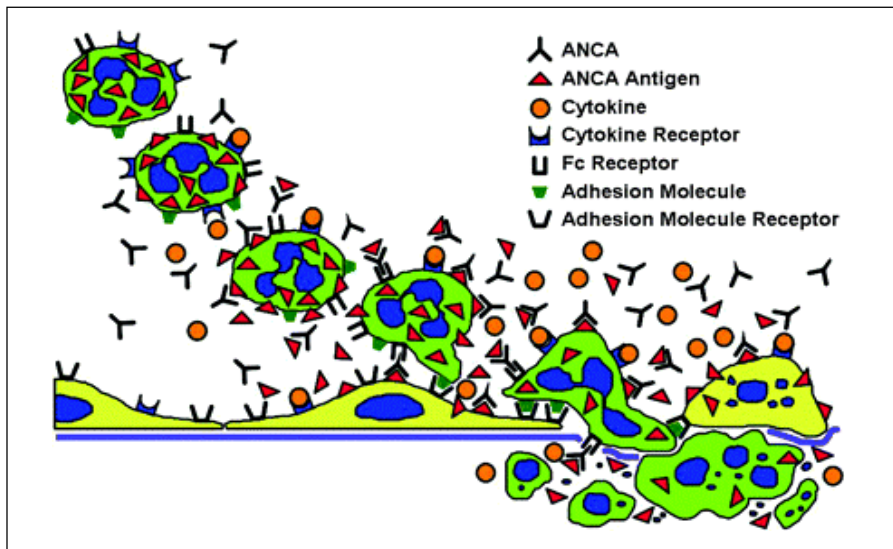 ANCA
ANCA Antigen
Cytokine
Cytokine Receptor
Fc Receptor
Adhesion Molecule
Adhesion Molecule Receptor